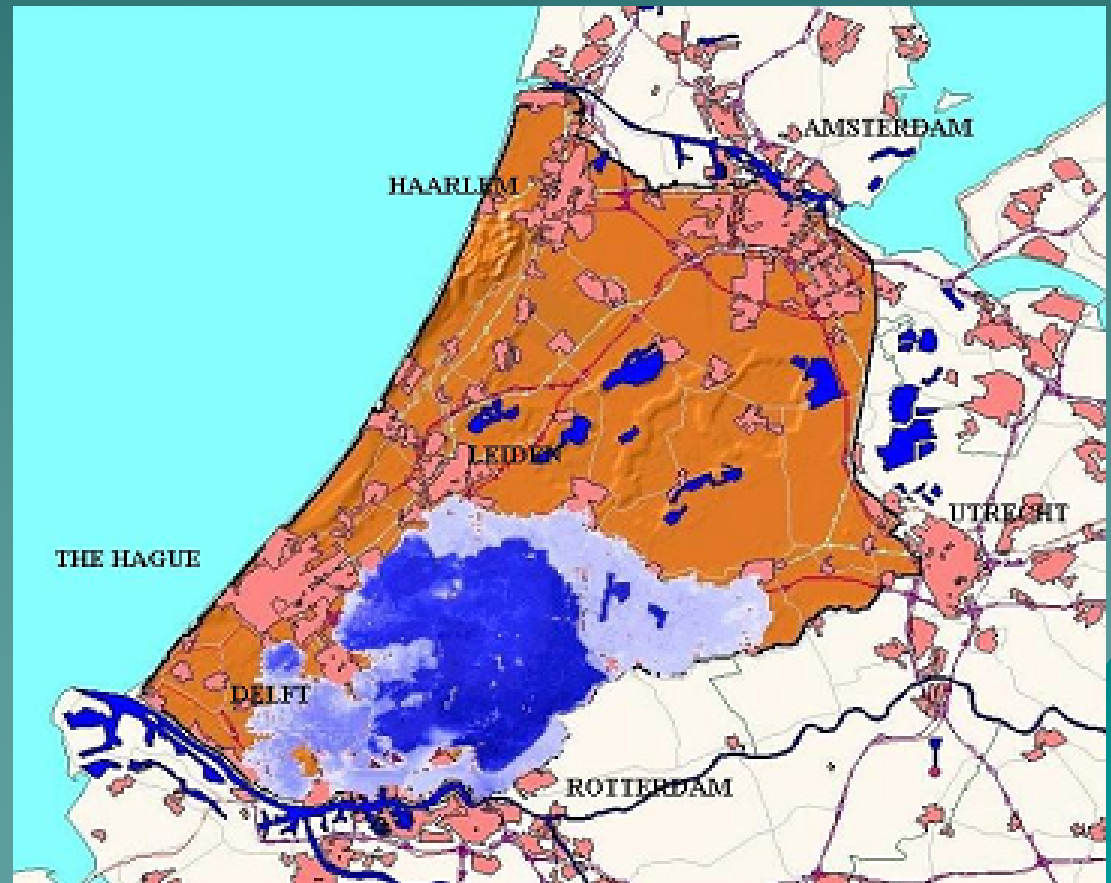 AMSTERDAM
HAARLEM
LEIDEN
UTRECHT
THE HAGUE
DELFT
ROTTERDAM